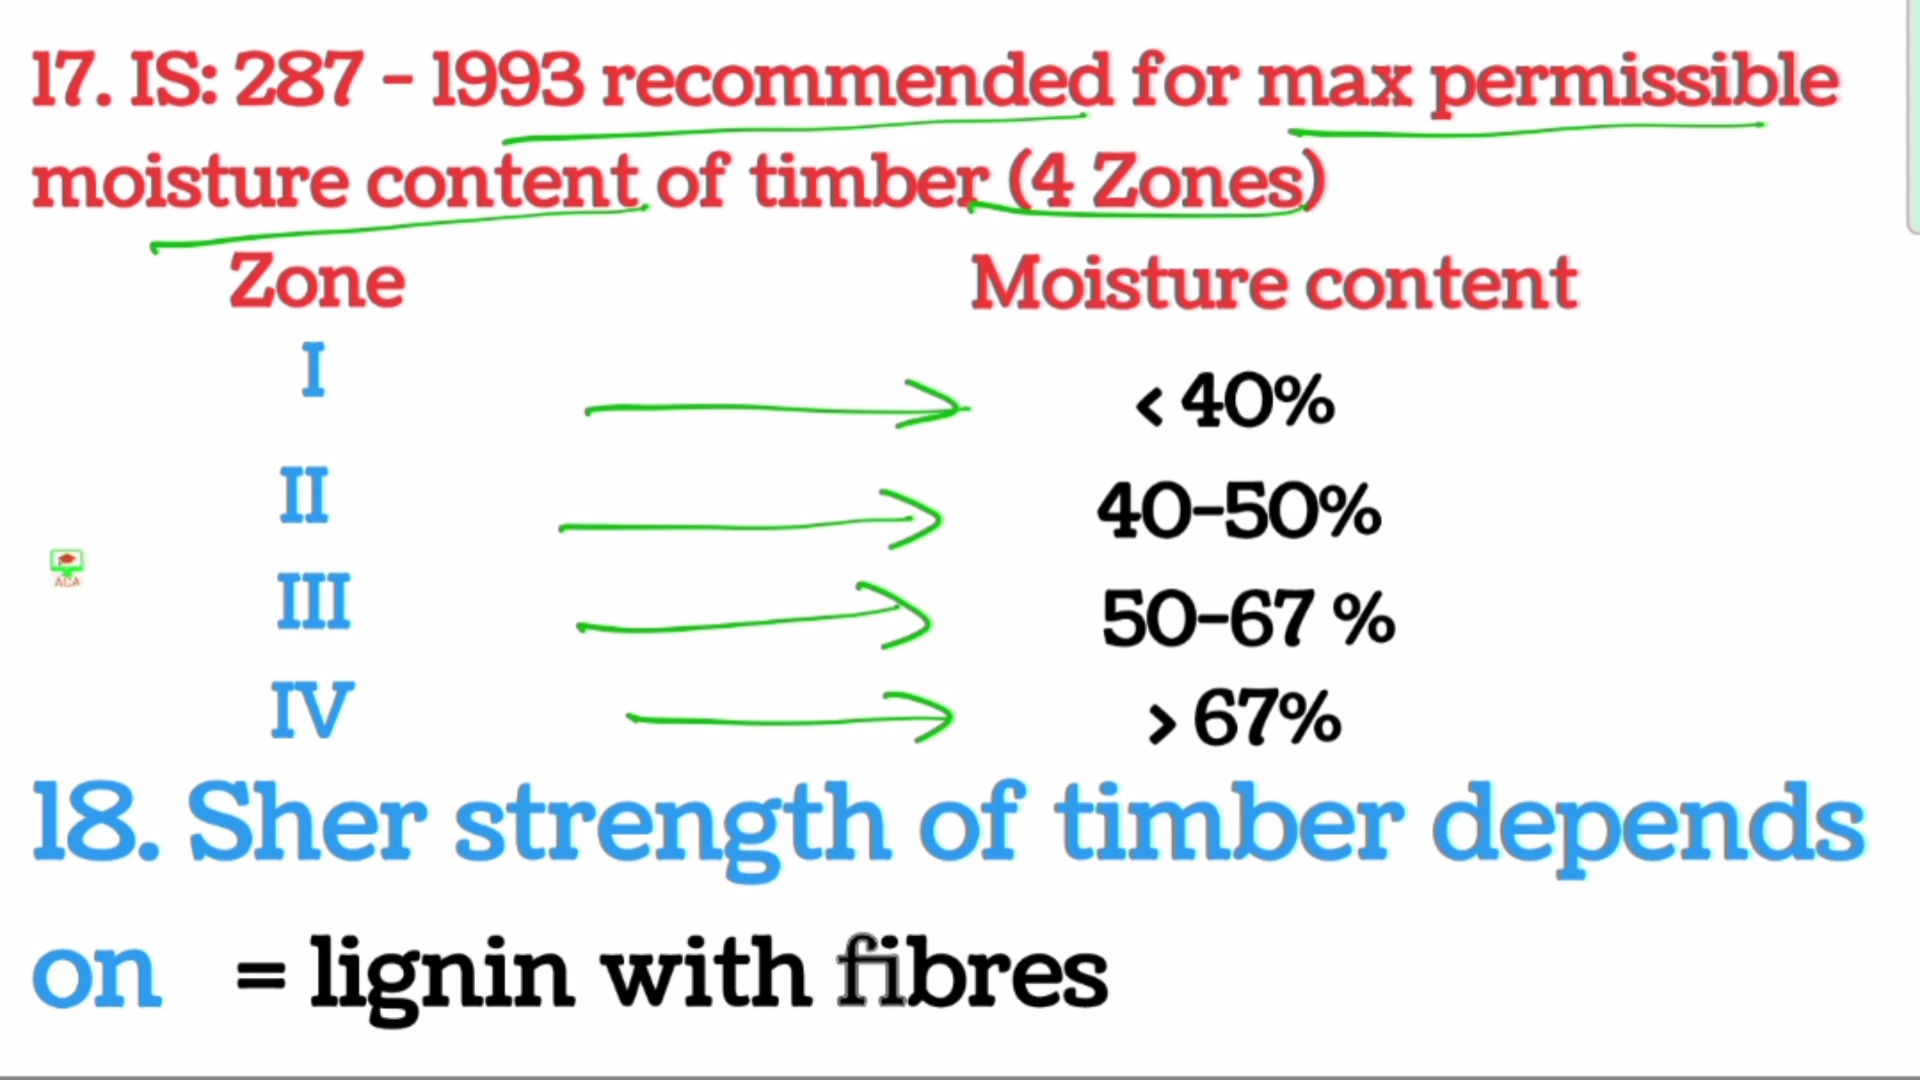 17. IS: 287 - 1993 recommended for max permissible
moisture content of timber (4 Zones)
Zone Moisture content
I < 40%
II 40-50%
III 50-67 %
IV > 67%
ACA
18. Sher strength of timber depends
on = lignin with fibres